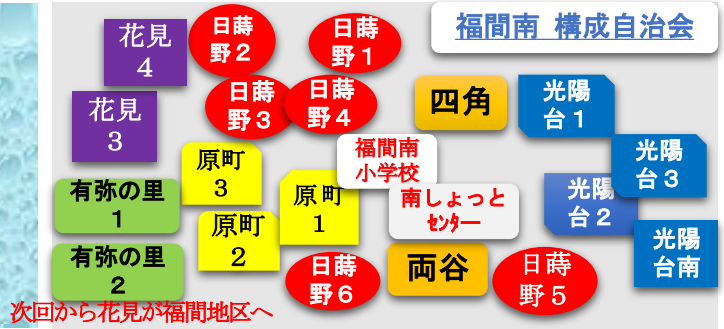 福間南 構成自治会
花見
4
日蒔
野２
日蒔
野１
花見
3
日蒔
野３
日蒔
野４
四角
光陽
台１
福間南
小学校
光陽
台３
原町
3
有弥の里
１
原町
1
南しょっと
ｾﾝﾀｰ
光陽
台２
原町
2
光陽
台南
有弥の里
２
日蒔
野６
両谷
日蒔
野５
次回から花見が福間地区へ